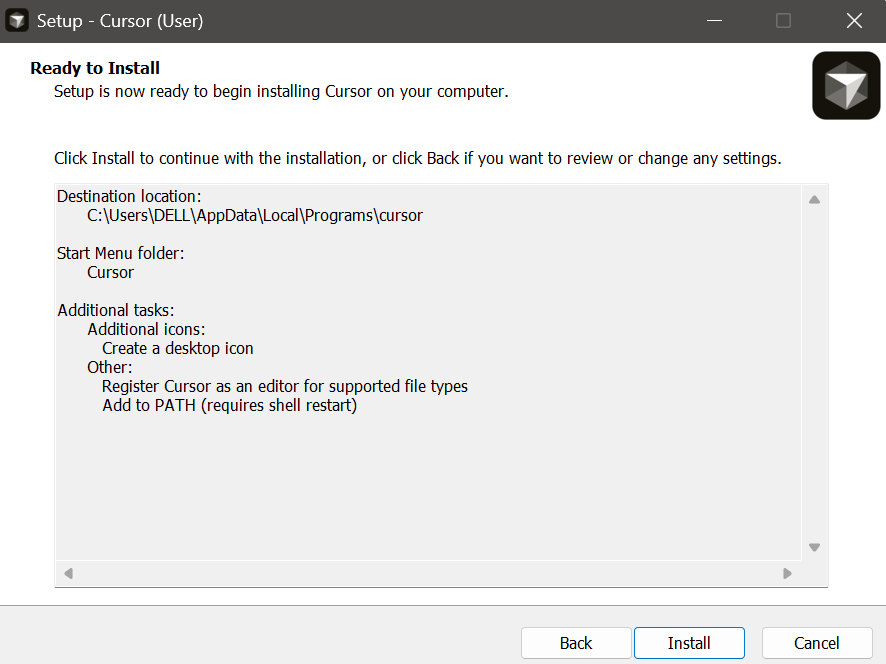 Setup - Cursor (User)
Ready to Install
Setup is now ready to begin installing Cursor on your computer.
Click Install to continue with the installation, or click Back if you want to review or change any settings.
Destination location:
C:\Users\DELL\AppData\Local\Programs\cursor
Start Menu folder:
Cursor
Additional tasks:
Additional icons:
Create a desktop icon
Other:
Register Cursor as an editor for supported file types
Add to PATH (requires shell restart)
Back Install Cancel